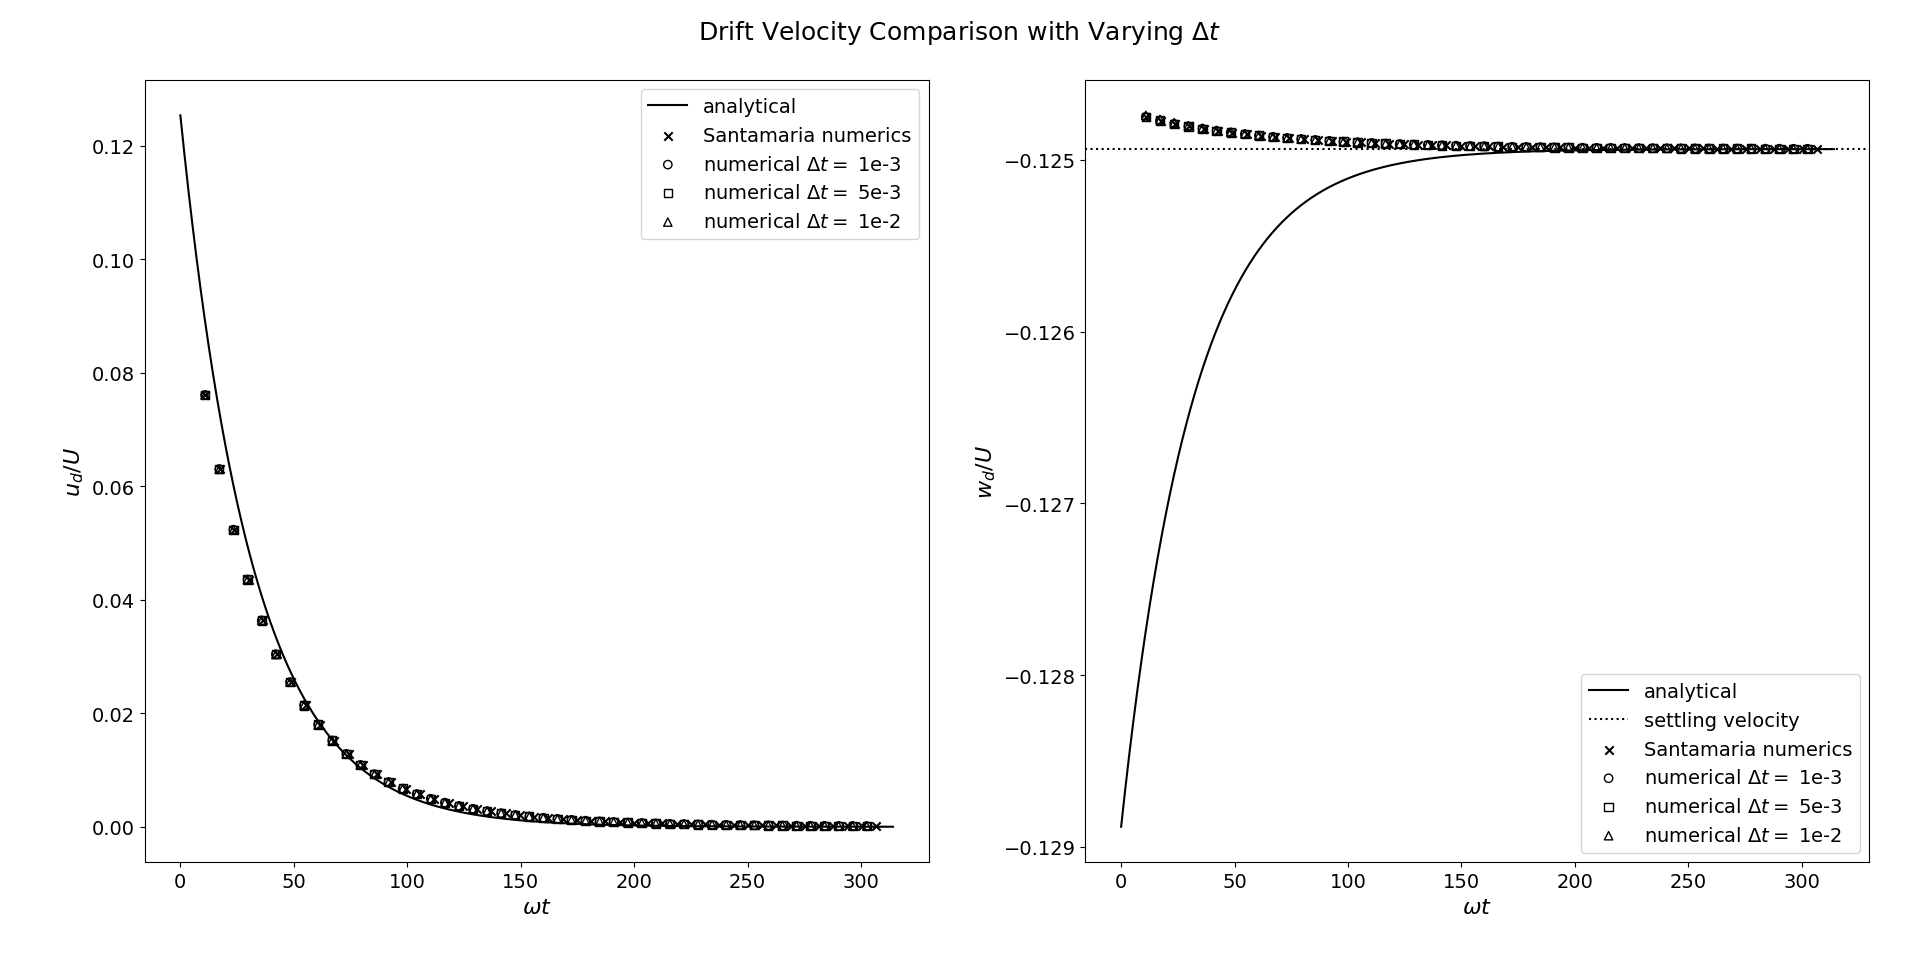 Drift Velocity Comparison with Varying Δt
0.12
0.10
0.08
0.06
0.04
0.02
0.00
u_d/U
0
50
100
150
200
250
300
ωt
analytical
Santamaria numerics
numerical Δt = 1e-3
numerical Δt = 5e-3
numerical Δt = 1e-2
−0.125
−0.126
−0.127
−0.128
−0.129
w_d/U
0
50
100
150
200
250
300
ωt
analytical
settling velocity
Santamaria numerics
numerical Δt = 1e-3
numerical Δt = 5e-3
numerical Δt = 1e-2